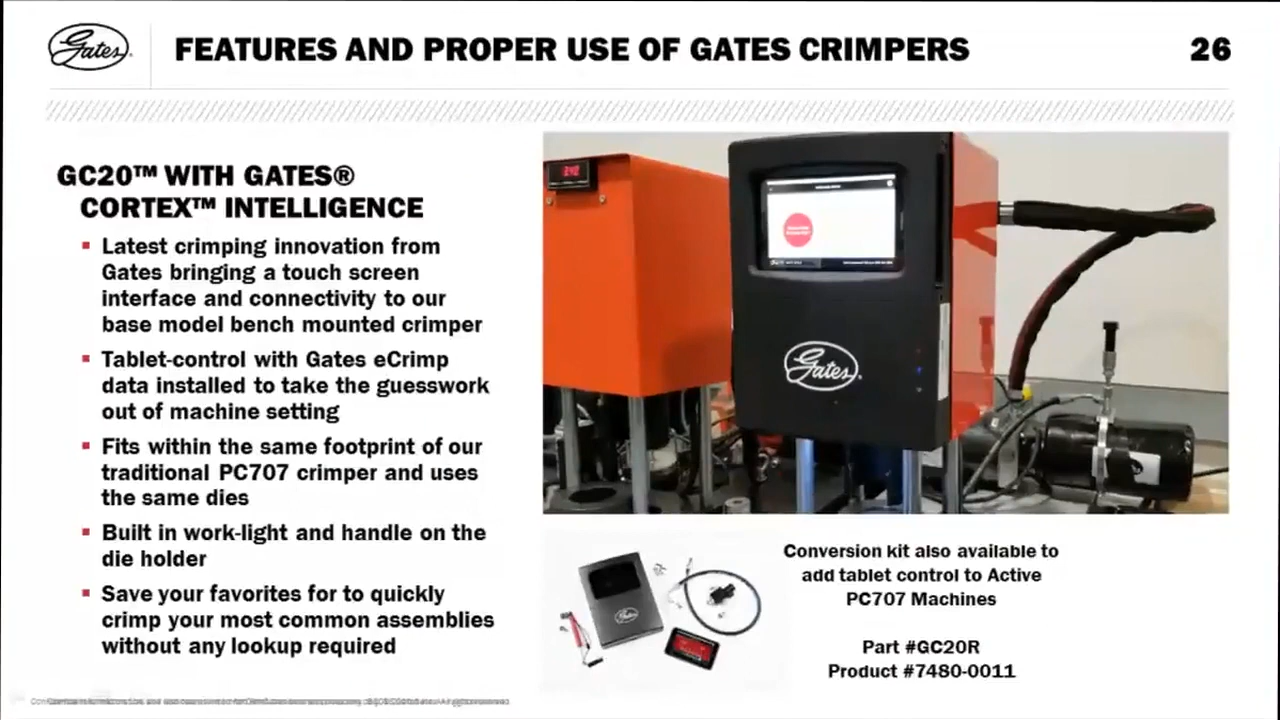 Gates
FEATURES AND PROPER USE OF GATES CRIMPERS
26
GC20™ WITH GATES®
CORTEX™ INTELLIGENCE
▪ Latest crimping innovation from
Gates bringing a touch screen
interface and connectivity to our
base model bench mounted crimper
▪ Tablet-control with Gates eCrimp
data installed to take the guesswork
out of machine setting
▪ Fits within the same footprint of our
traditional PC707 crimper and uses
the same dies
▪ Built in work-light and handle on the
die holder
▪ Save your favorites for to quickly
crimp your most common assemblies
without any lookup required
Gates
Gates
Conversion kit also available to
add tablet control to Active
PC707 Machines
Part #GC20R
Product #7480-0011